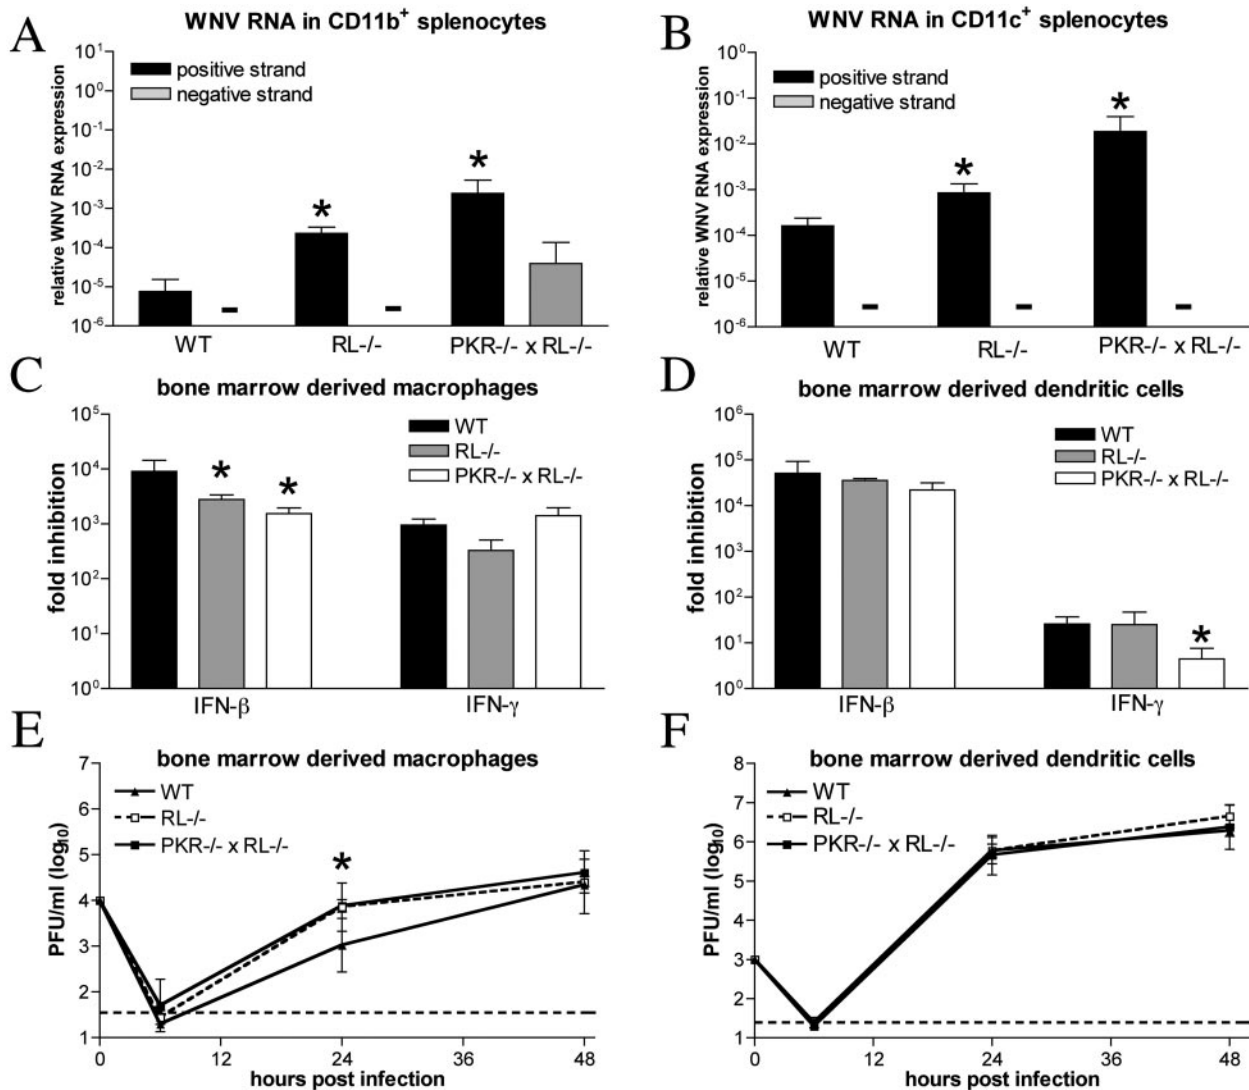 A
WNV RNA in CD11b+ splenocytes
relative WNV RNA expression
10^1
10^0
10^-1
10^-2
10^-3
10^-4
10^-5
10^-6
positive strand
negative strand
*
*
WT
RL-/-
PKR-/- x RL-/-
B
WNV RNA in CD11c+ splenocytes
relative WNV RNA expression
10^1
10^0
10^-1
10^-2
10^-3
10^-4
10^-5
10^-6
positive strand
negative strand
*
*
WT
RL-/-
PKR-/- x RL-/-
C
bone marrow derived macrophages
fold inhibition
10^5
10^4
10^3
10^2
10^1
10^0
WT
RL-/-
PKR-/- x RL-/-
*
*
IFN-β
IFN-γ
D
bone marrow derived dendritic cells
fold inhibition
10^6
10^5
10^4
10^3
10^2
10^1
10^0
WT
RL-/-
PKR-/- x RL-/-
*
IFN-β
IFN-γ
E
bone marrow derived macrophages
PFU/ml (log10)
7
6
5
4
3
2
1
WT
RL-/-
PKR-/- x RL-/-
*
0 12 24 36 48
hours post infection
F
bone marrow derived dendritic cells
PFU/ml (log10)
8
7
6
5
4
3
2
1
WT
RL-/-
PKR-/- x RL-/-
0 12 24 36 48
hours post infection